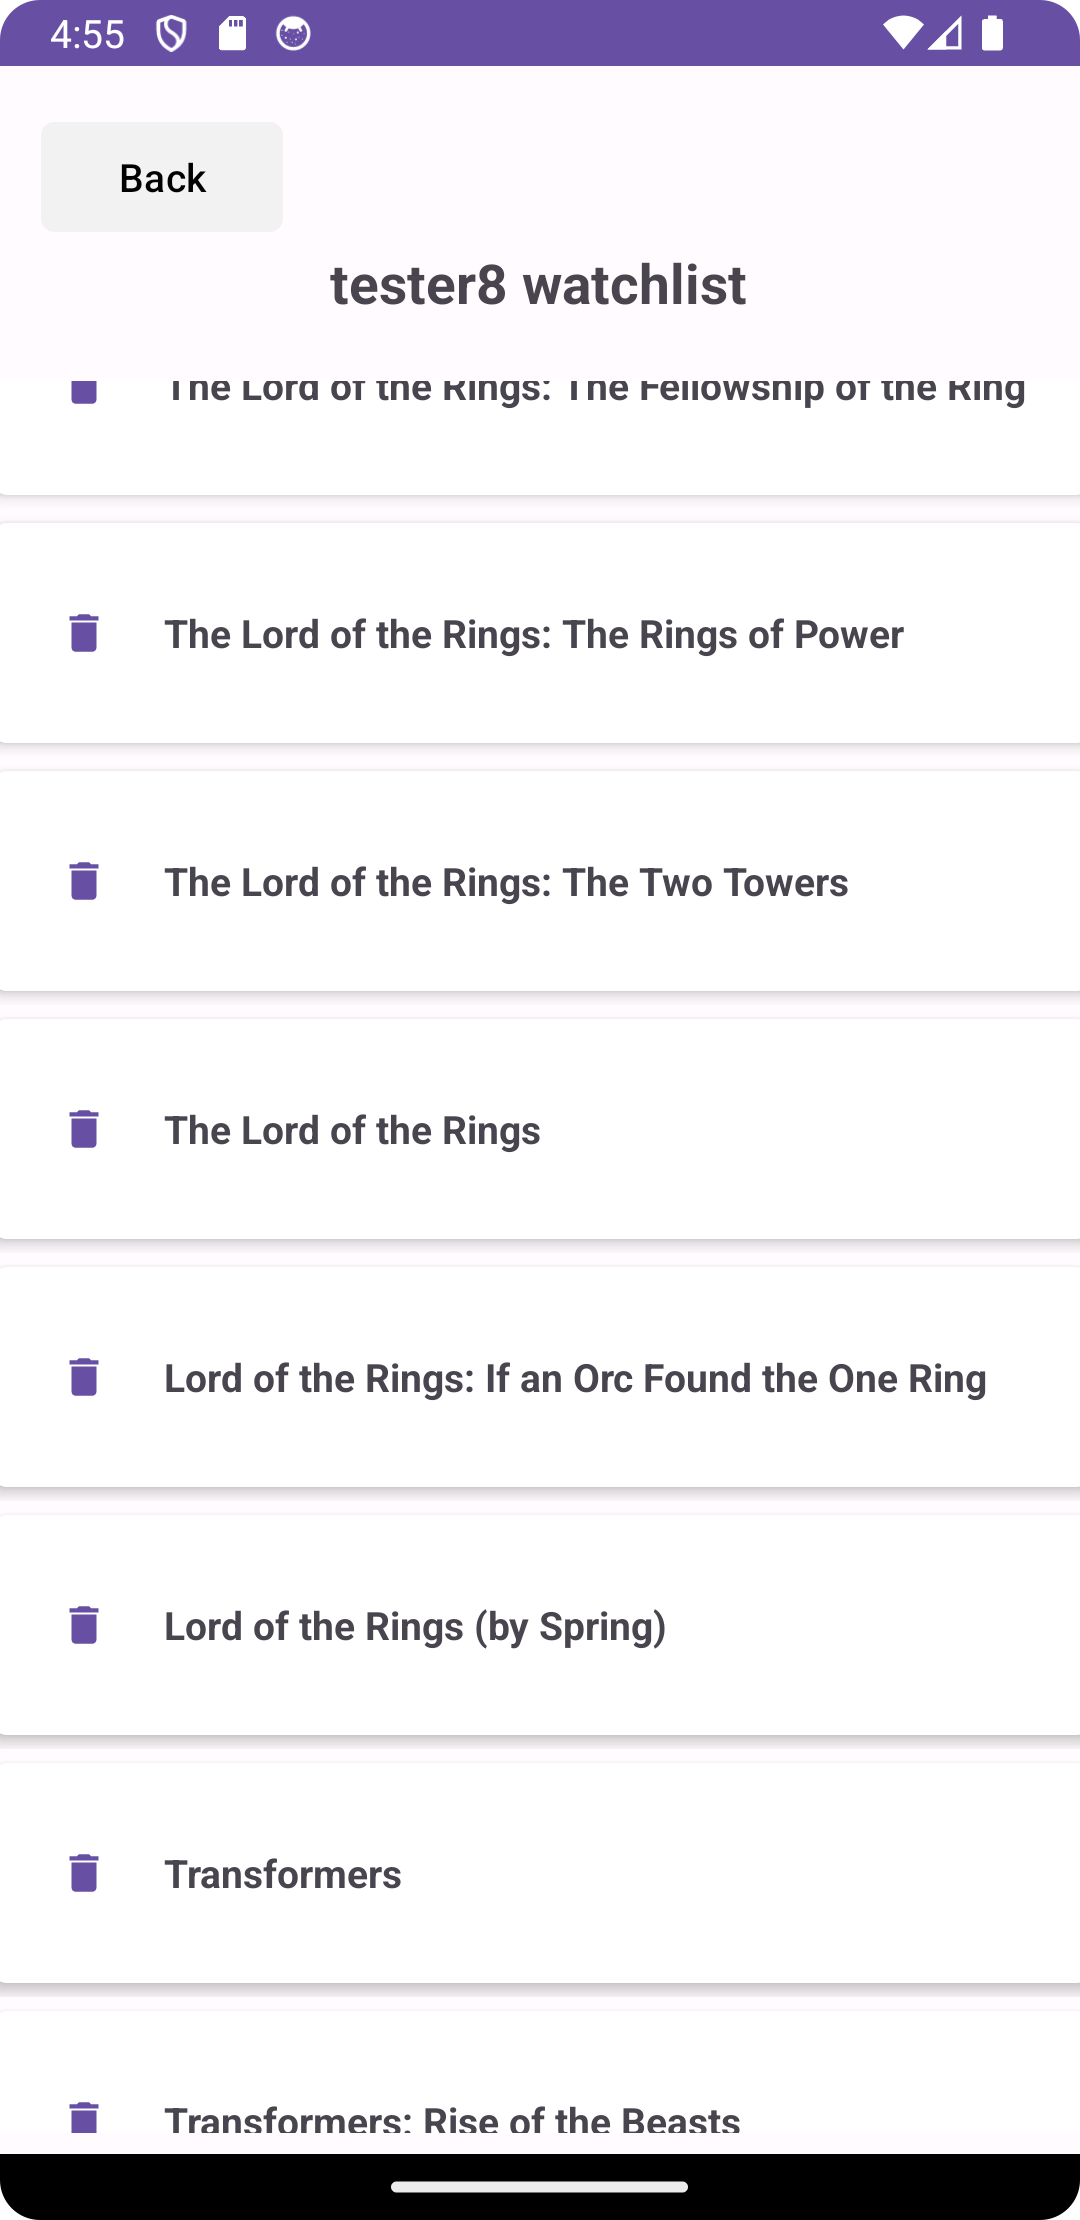 4:55
Back
tester8 watchlist
The Lord of the Rings: The Fellowship of the Ring
The Lord of the Rings: The Rings of Power
The Lord of the Rings: The Two Towers
The Lord of the Rings
Lord of the Rings: If an Orc Found the One Ring
Lord of the Rings (by Spring)
Transformers
Transformers: Rise of the Beasts